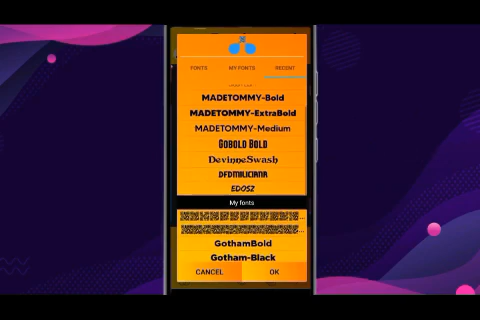 FONTS MY FONTS RECENT
MADETOMMY-Bold
MADETOMMY-ExtraBold
MADETOMMY-Medium
GOBOLD BOLD
DevinneSwash
DFDMILICIANA
EDOSZ
My fonts
GothamBold
Gotham-Black
CANCEL OK